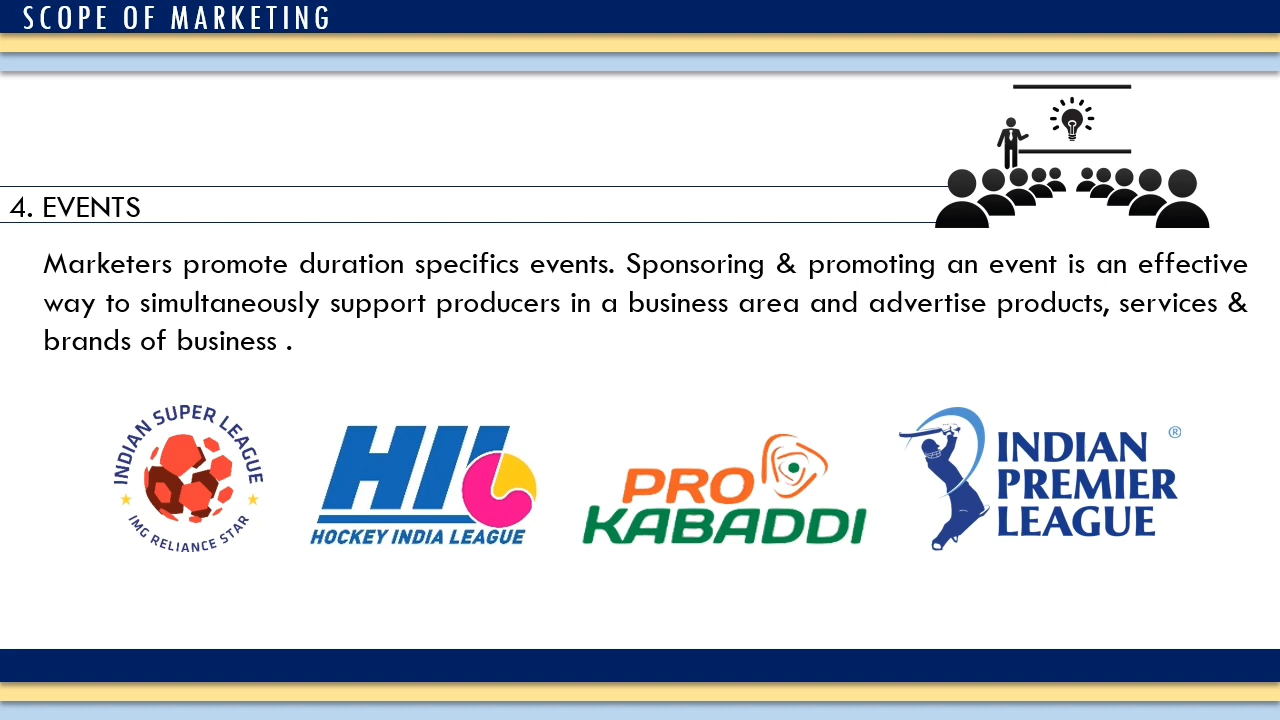 SCOPE OF MARKETING
4. EVENTS
Marketers promote duration specifics events. Sponsoring & promoting an event is an effective
way to simultaneously support producers in a business area and advertise products, services &
brands of business .
INDIAN SUPER LEAGUE
IMG RELIANCE STAR
HIL
HOCKEY INDIA LEAGUE
PRO
KABADDI
INDIAN ®
PREMIER
LEAGUE